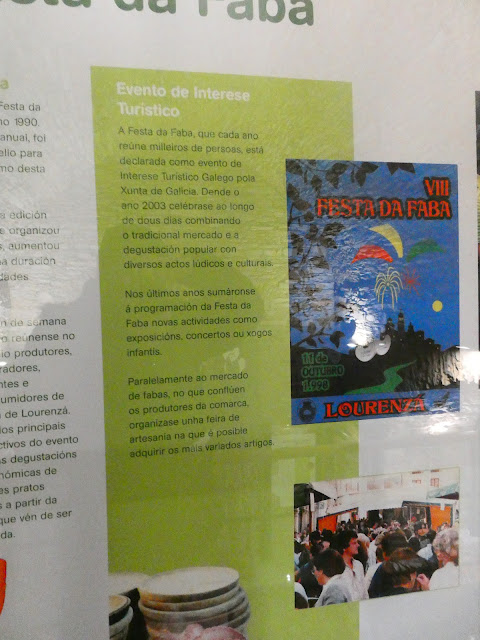 da Faba
Festa da
1990.
anual, foi
para
desta
edición
organizou
aumentou
duración
de semana
reúnense no
produtores,
e
de
de Lourenzá.
principais
do evento
degustacións
pratos
a partir da
que vén de ser
Evento de Interese
Turístico
A Festa da Faba, que cada ano
reúne milleiros de persoas, está
declarada como evento de
Interese Turístico Galego pola
Xunta de Galicia. Dende o
ano 2003 celébrase ao longo
de dous días combinando
o tradicional mercado e a
degustación popular con
diversos actos lúdicos e culturais.
Nos últimos anos sumáronse
á programación da Festa da
Faba novas actividades como
exposicións, concertos ou xogos
infantís.
Paralelamente ao mercado
de fabas, no que conflúen
os produtores da comarca,
organízase unha feira de
artesanía na que é posible
adquirir os mais variados artigos.
VIII
FESTA DA FABA
11 de
OUTUBRO
1.998
LOURENZÁ